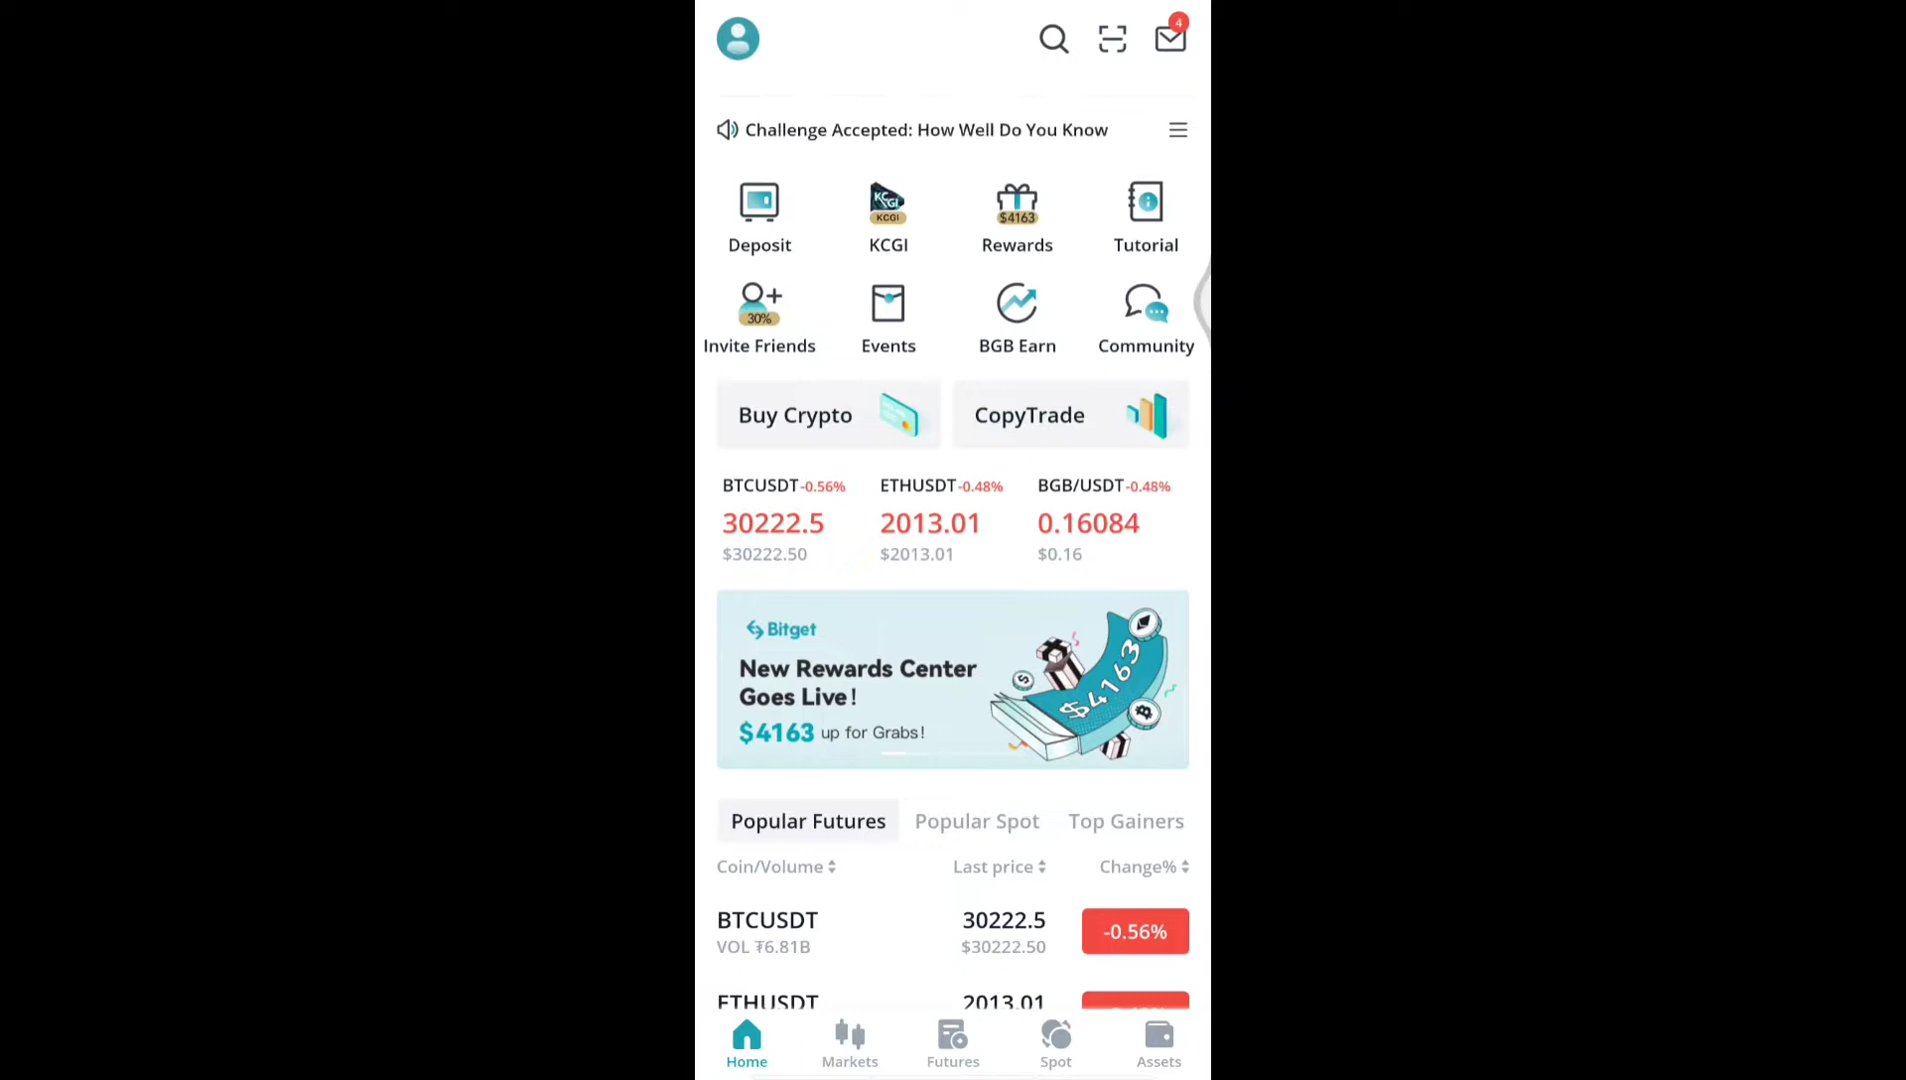 4
Challenge Accepted: How Well Do You Know
KCGI
KCGI
$4163
Deposit KCGI Rewards Tutorial
30%
Invite Friends Events BGB Earn Community
Buy Crypto CopyTrade
BTCUSDT-0.56% ETHUSDT-0.48% BGB/USDT-0.48%
30222.5 2013.01 0.16084
$30222.50 $2013.01 $0.16
Bitget
New Rewards Center
Goes Live!
$4163 up for Grabs!
$4163
Popular Futures Popular Spot Top Gainers
Coin/Volume Last price Change%
BTCUSDT 30222.5 -0.56%
VOL ₮6.81B $30222.50
ETHUSDT 2013.01
Home Markets Futures Spot Assets